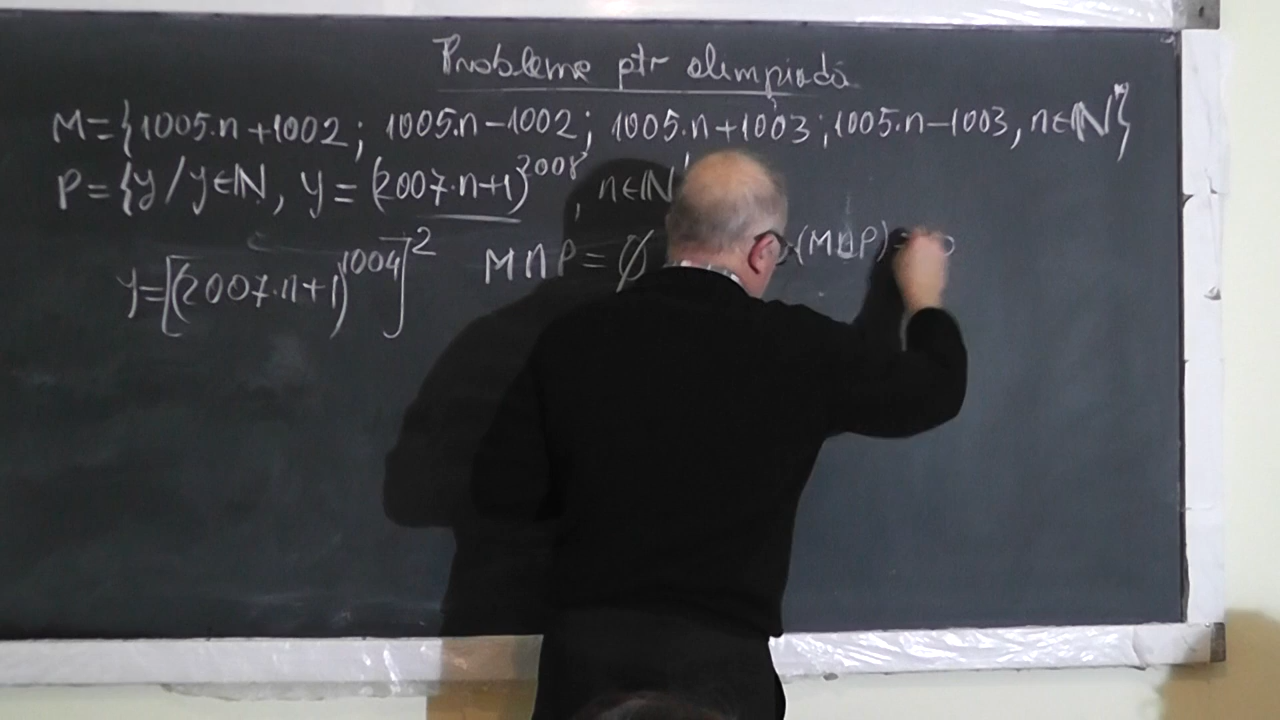 Probleme ptr olimpiadă
M={1005·n+1002; 1005·n-1002; 1005·n+1003; 1005·n-1003, n∈ℕ*}
P={y/y∈ℕ, y=(2007·n+1)²⁰⁰⁸, n∈ℕ
y=[(2007·n+1)¹⁰⁰⁴]² M∩P=∅ (M∪P)